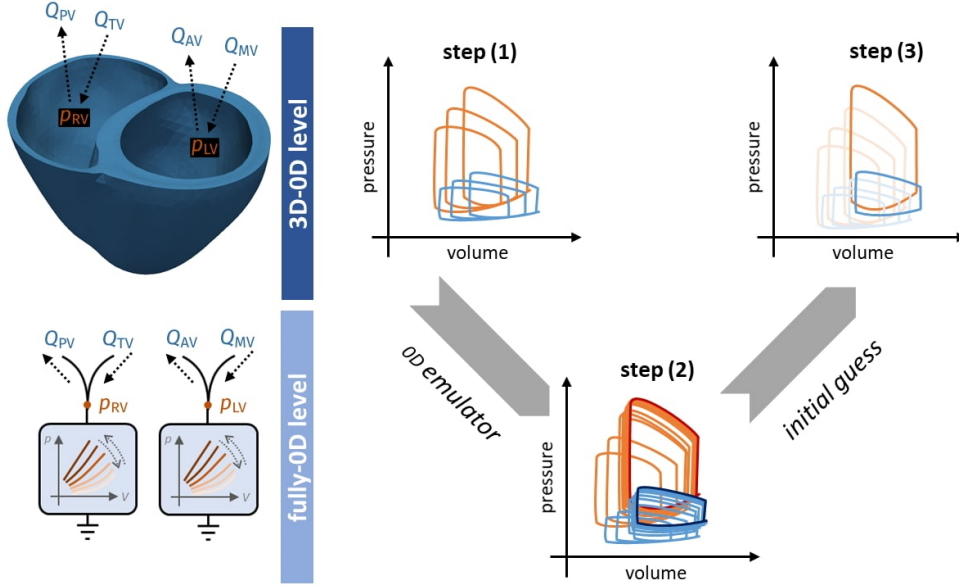 Q_PV
Q_TV
Q_AV
Q_MV
p_RV
p_LV
3D-0D level
step (1)
pressure
volume
step (3)
pressure
volume
0D emulator
initial guess
step (2)
pressure
volume
fully-0D level
Q_PV
Q_TV
Q_AV
Q_MV
p_RV
p_LV
p
V
p
V